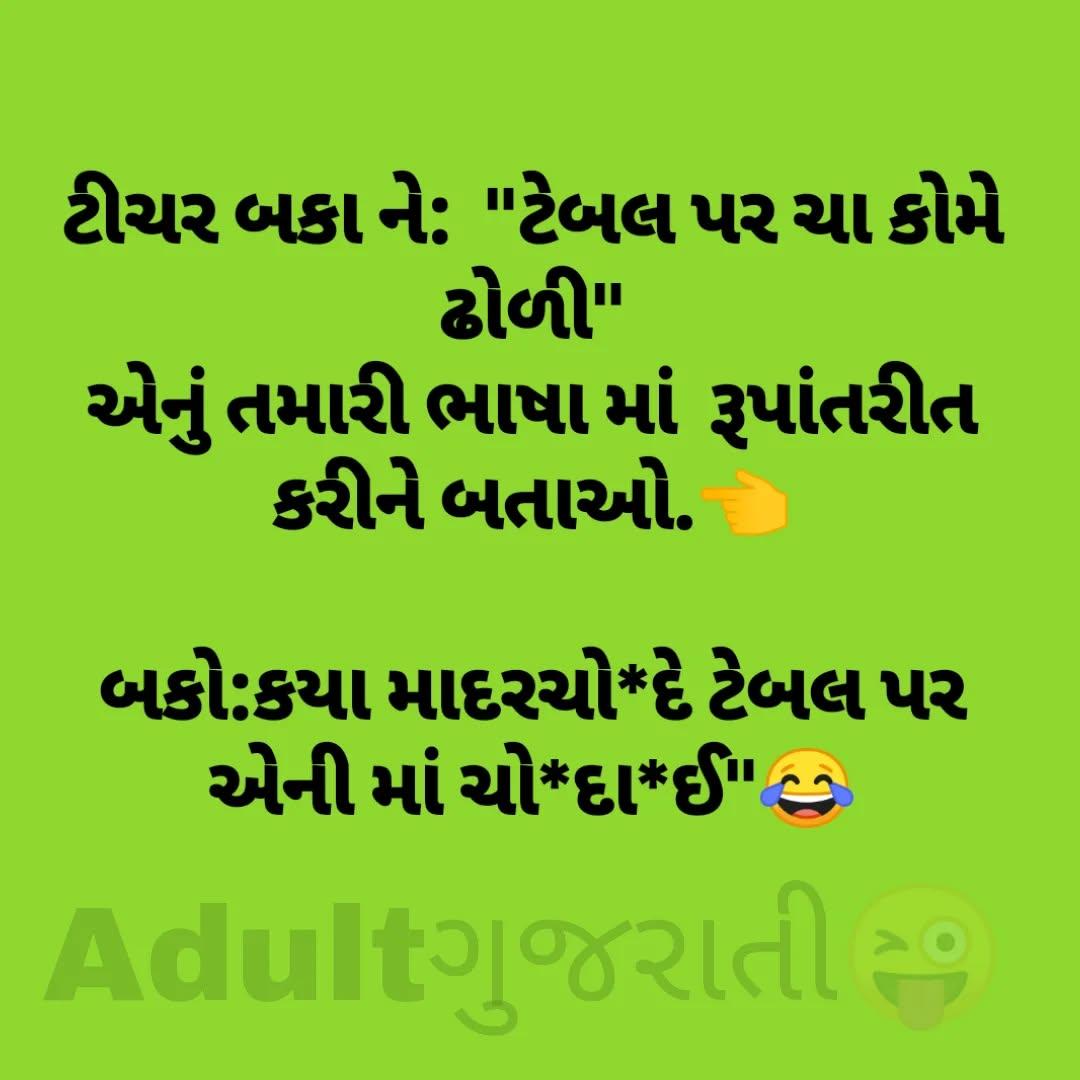 ટીચર બકા ને: "ટેબલ પર ચા કોમે
ઢોળી"
એનું તમારી ભાષા માં રૂપાંતરીત
કરીને બતાઓ.👈
બકો:કયા માદરચો*દે ટેબલ પર
એની માં ચો*દા*ઈ"😂
Adultગુજરાતી😜